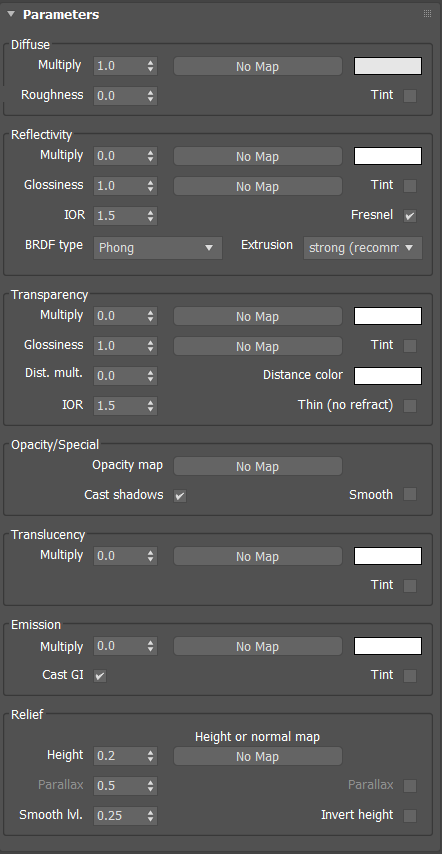 Parameters
Diffuse
Multiply 1.0 No Map
Roughness 0.0 Tint
Reflectivity
Multiply 0.0 No Map
Glossiness 1.0 No Map Tint
IOR 1.5 Fresnel
BRDF type Phong Extrusion strong (recomm
Transparency
Multiply 0.0 No Map
Glossiness 1.0 No Map Tint
Dist. mult. 0.0 Distance color
IOR 1.5 Thin (no refract)
Opacity/Special
Opacity map No Map
Cast shadows Smooth
Translucency
Multiply 0.0 No Map
Tint
Emission
Multiply 0.0 No Map
Cast GI Tint
Relief
Height or normal map
Height 0.2 No Map
Parallax 0.5 Parallax
Smooth lvl. 0.25 Invert height